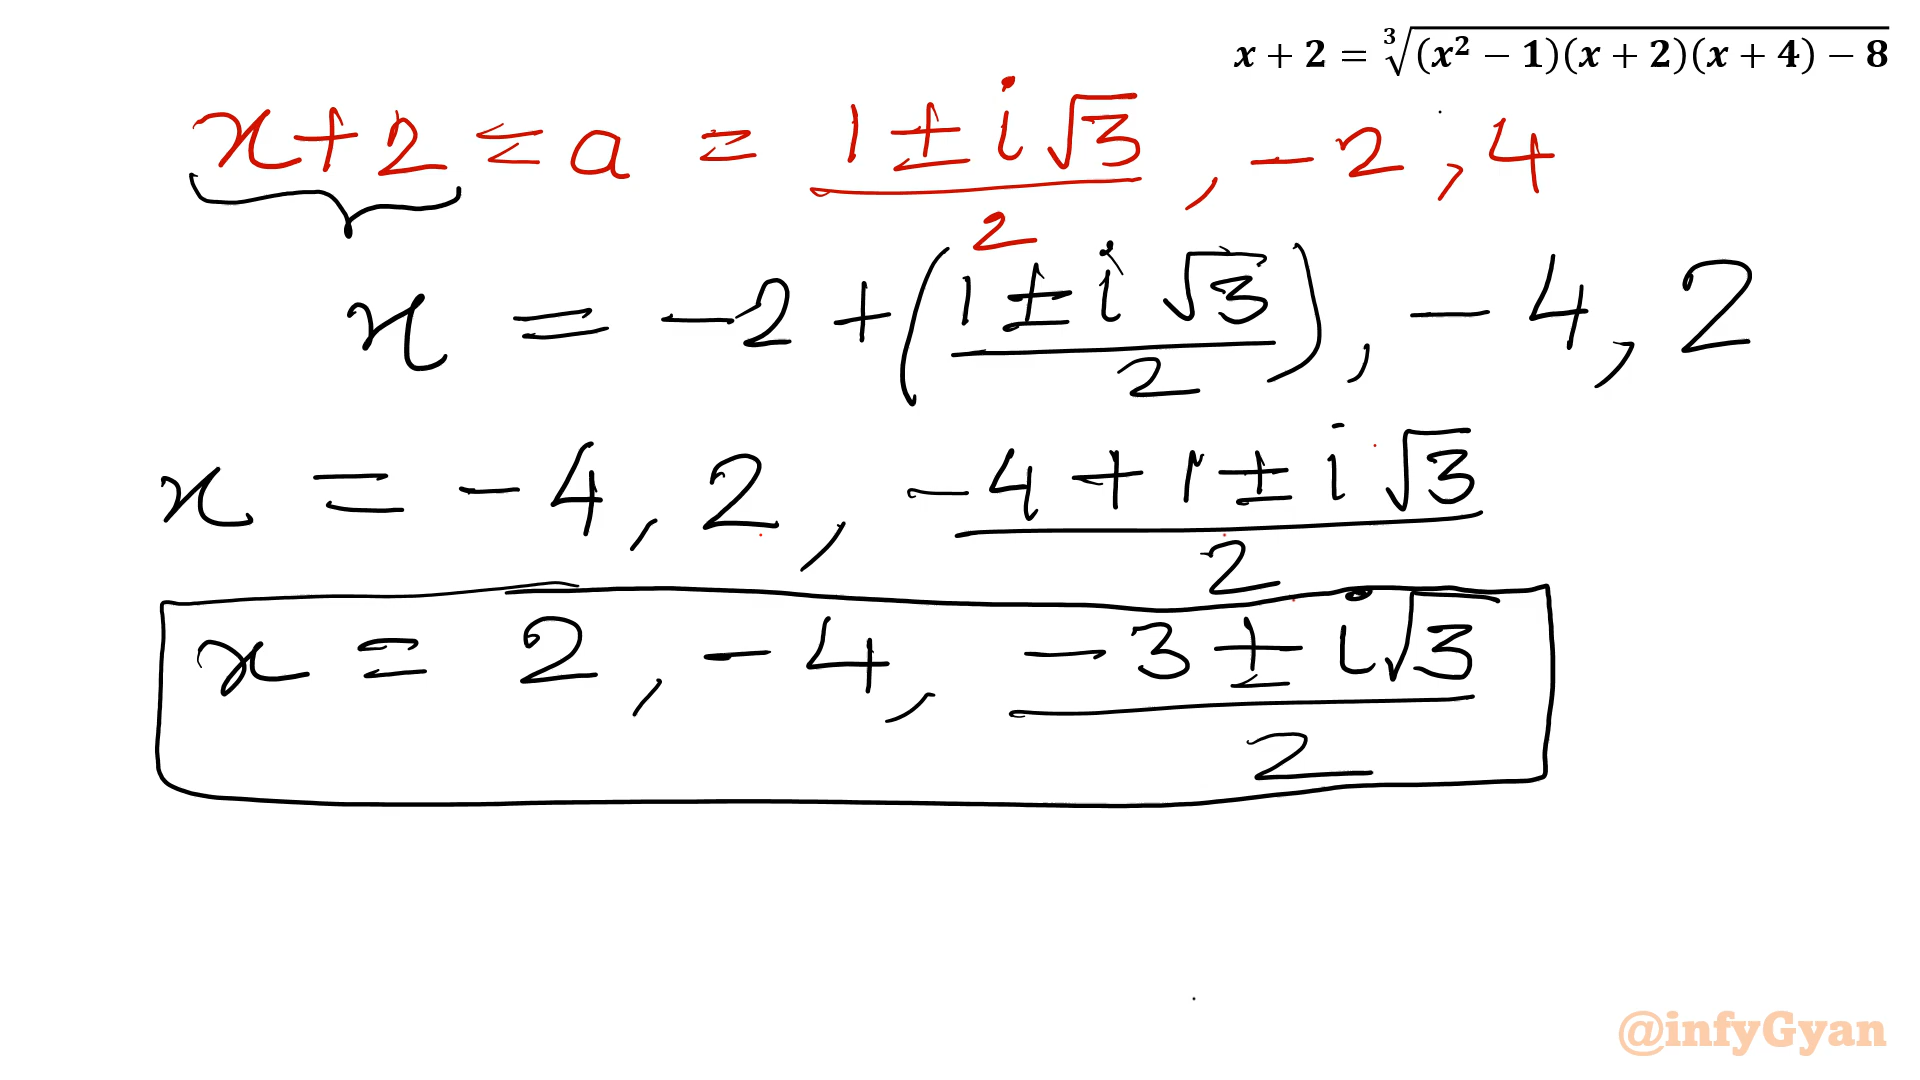 x + 2 = ∛((x² − 1)(x + 2)(x + 4) − 8)
x+2 = a = (1 ± i√3)/2 , −2 , 4
x = −2 + ((1 ± i√3)/2) , −4 , 2
x = −4 , 2 , (−4 + 1 ± i√3)/2
x = 2 , −4 , (−3 ± i√3)/2
@infyGyan